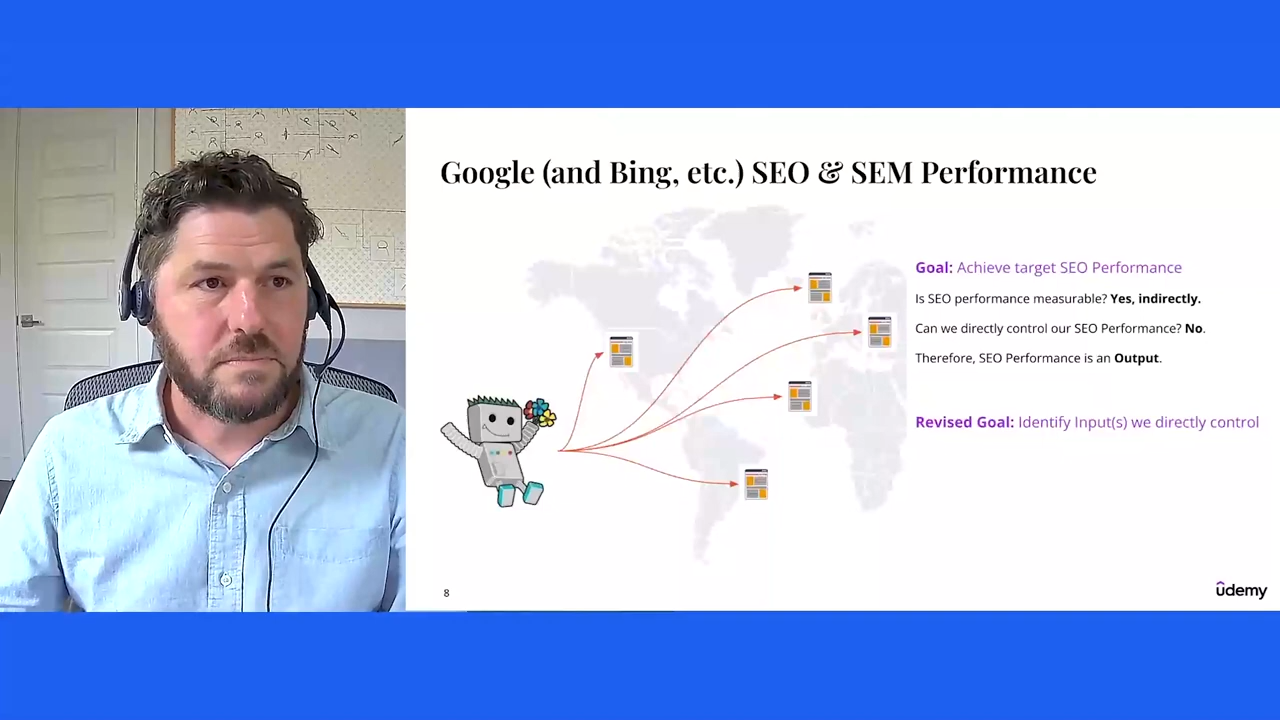 Google (and Bing, etc.) SEO & SEM Performance
Goal: Achieve target SEO Performance
Is SEO performance measurable? Yes, indirectly.
Can we directly control our SEO Performance? No.
Therefore, SEO Performance is an Output.
Revised Goal: Identify Input(s) we directly control
8
udemy